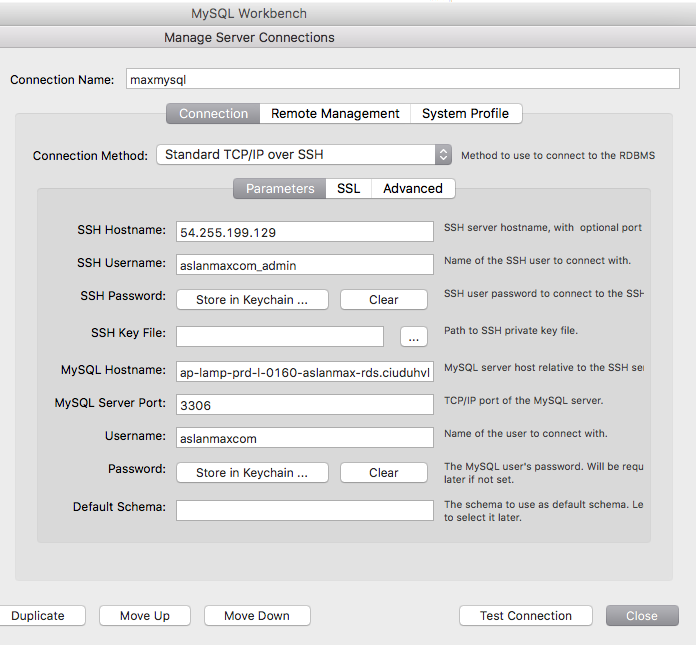 MySQL Workbench
Manage Server Connections
Connection Name: maxmysql
Connection Remote Management System Profile
Connection Method: Standard TCP/IP over SSH Method to use to connect to the RDBMS
Parameters SSL Advanced
SSH Hostname: 54.255.199.129 SSH server hostname, with optional port
SSH Username: aslanmaxcom_admin Name of the SSH user to connect with.
SSH Password: Store in Keychain ... Clear SSH user password to connect to the SSH
SSH Key File: ... Path to SSH private key file.
MySQL Hostname: ap-lamp-prd-l-0160-aslanmax-rds.ciuduhvl MySQL server host relative to the SSH se
MySQL Server Port: 3306 TCP/IP port of the MySQL server.
Username: aslanmaxcom Name of the user to connect with.
Password: Store in Keychain ... Clear The MySQL user's password. Will be requ
later if not set.
Default Schema: The schema to use as default schema. Le
to select it later.
Duplicate Move Up Move Down Test Connection Close